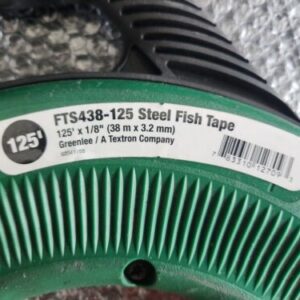 125'
FTS438-125 Steel Fish Tape
125' x 1/8" (38 m x 3.2 mm)
Greenlee / A Textron Company